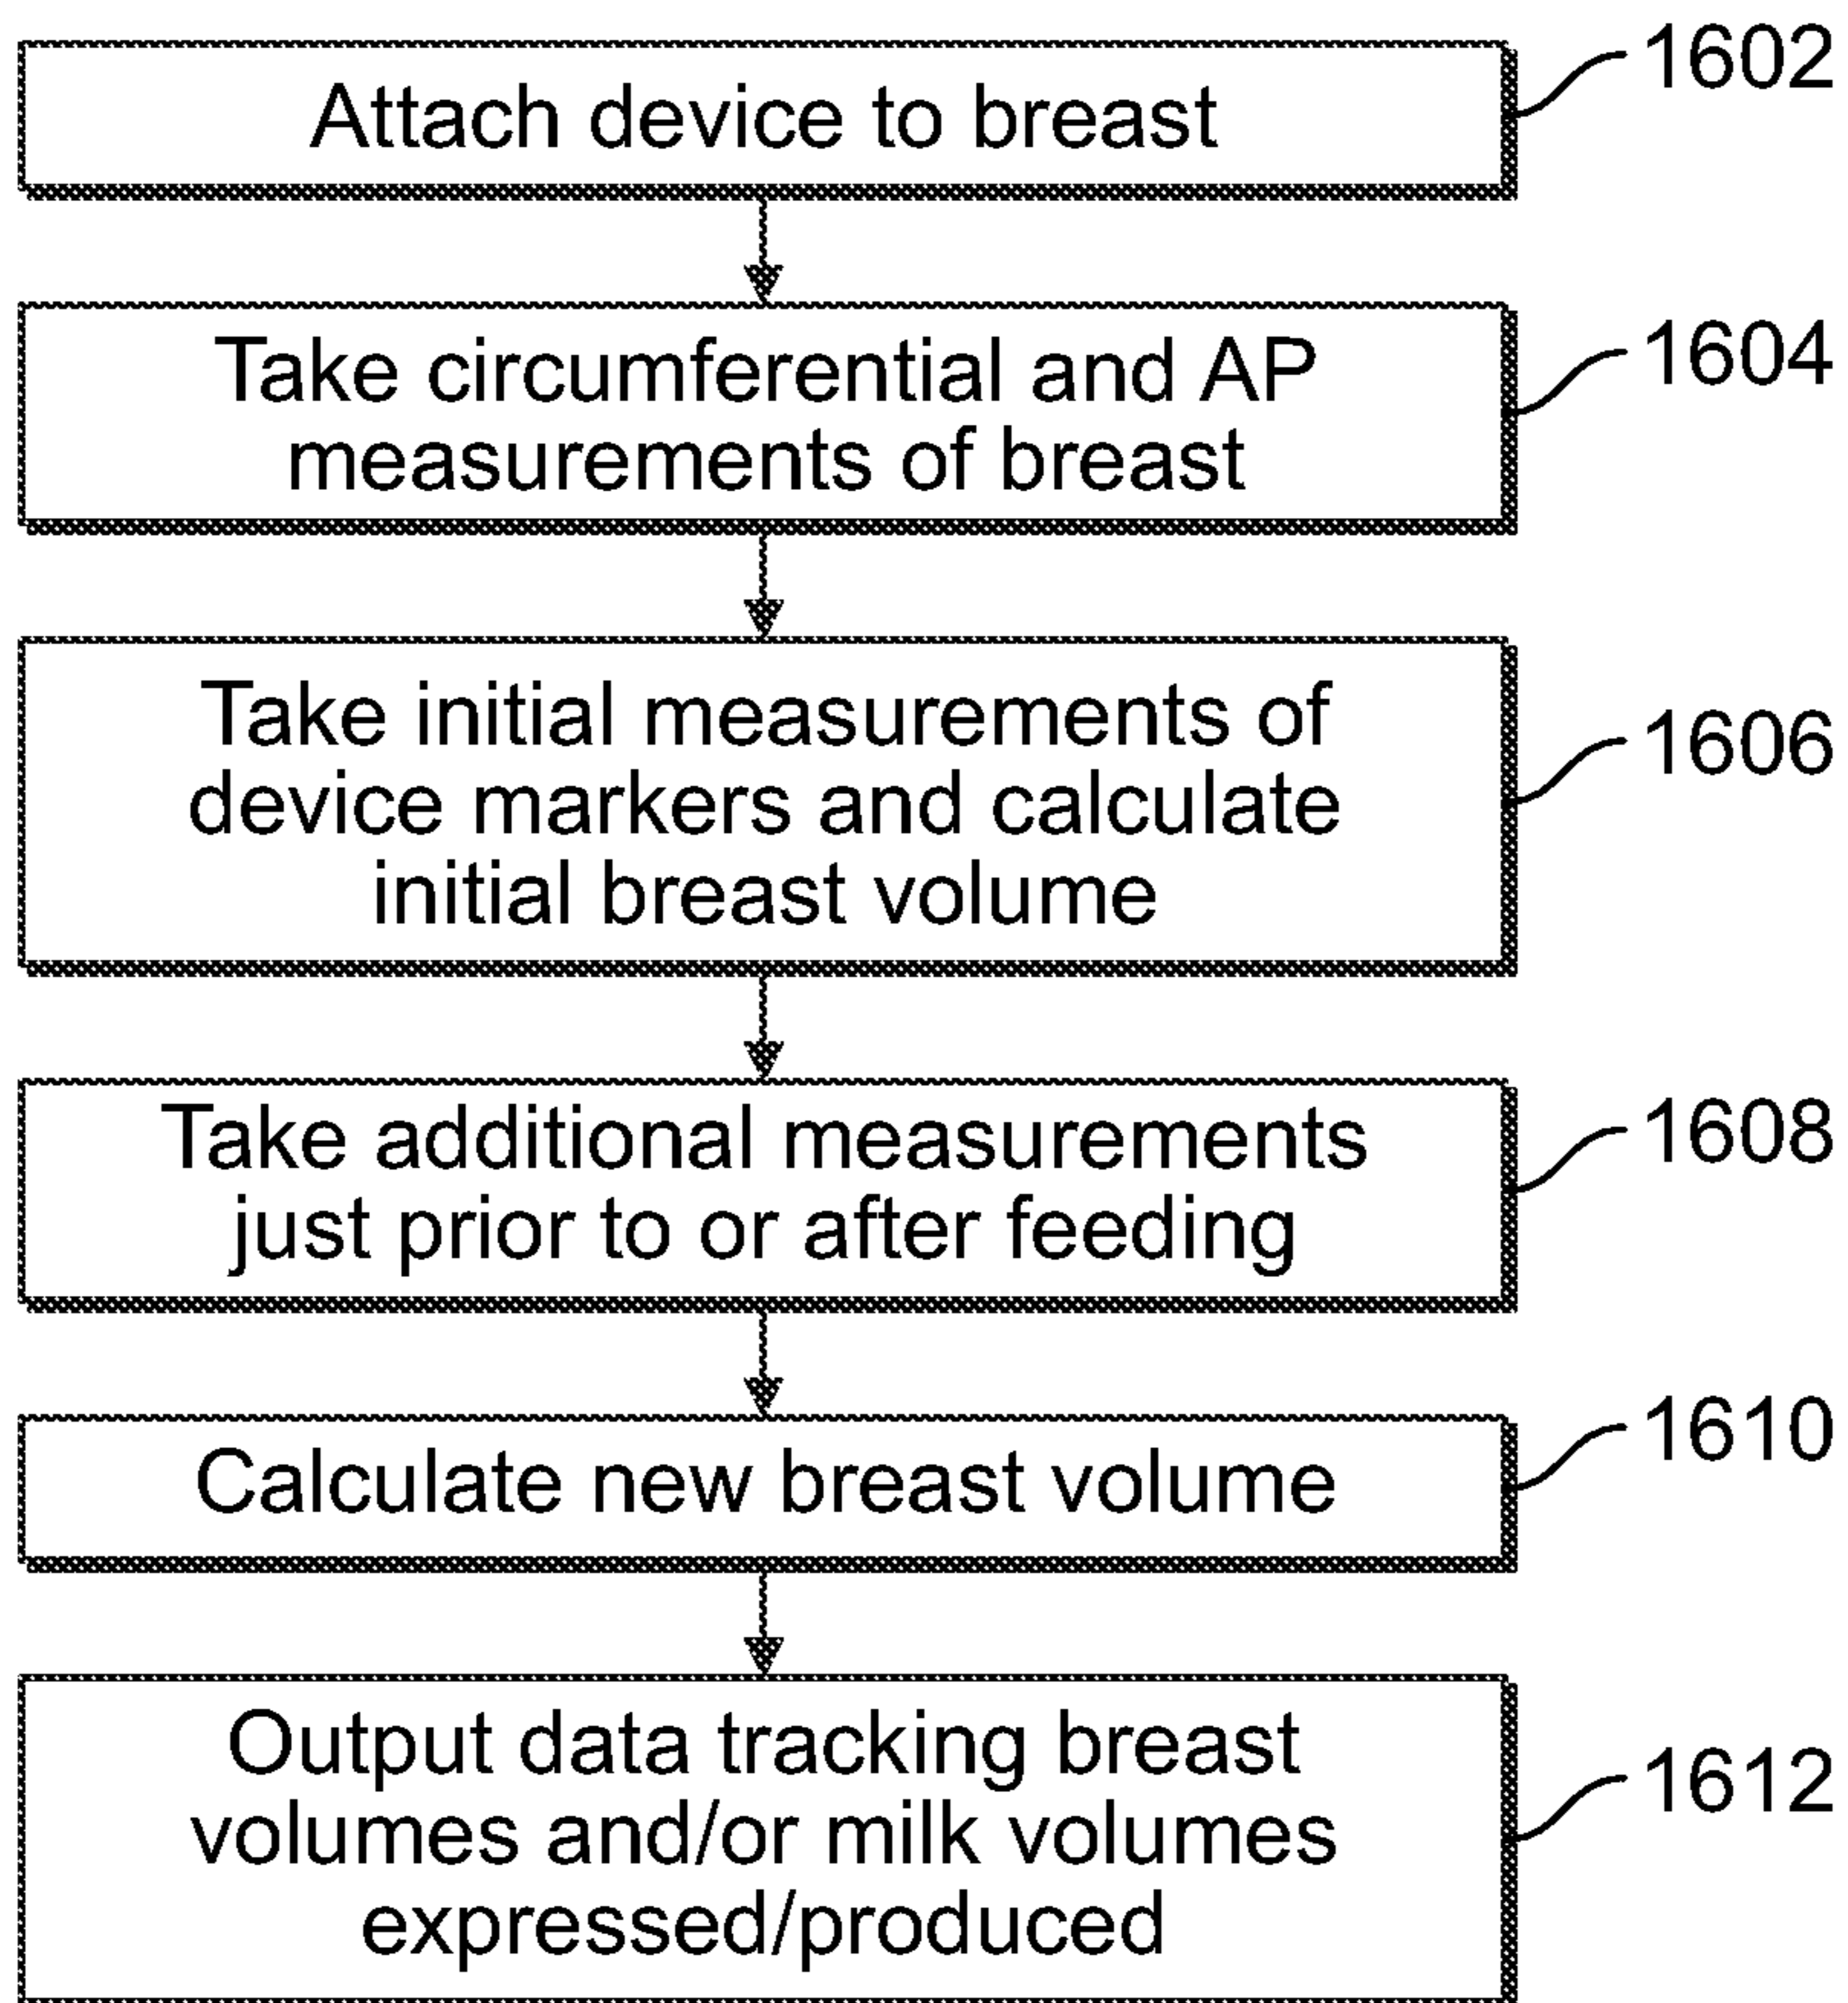 Attach device to breast
1602
Take circumferential and AP
measurements of breast
1604
Take initial measurements of
device markers and calculate
initial breast volume
1606
Take additional measurements
just prior to or after feeding
1608
Calculate new breast volume
1610
Output data tracking breast
volumes and/or milk volumes
expressed/produced
1612